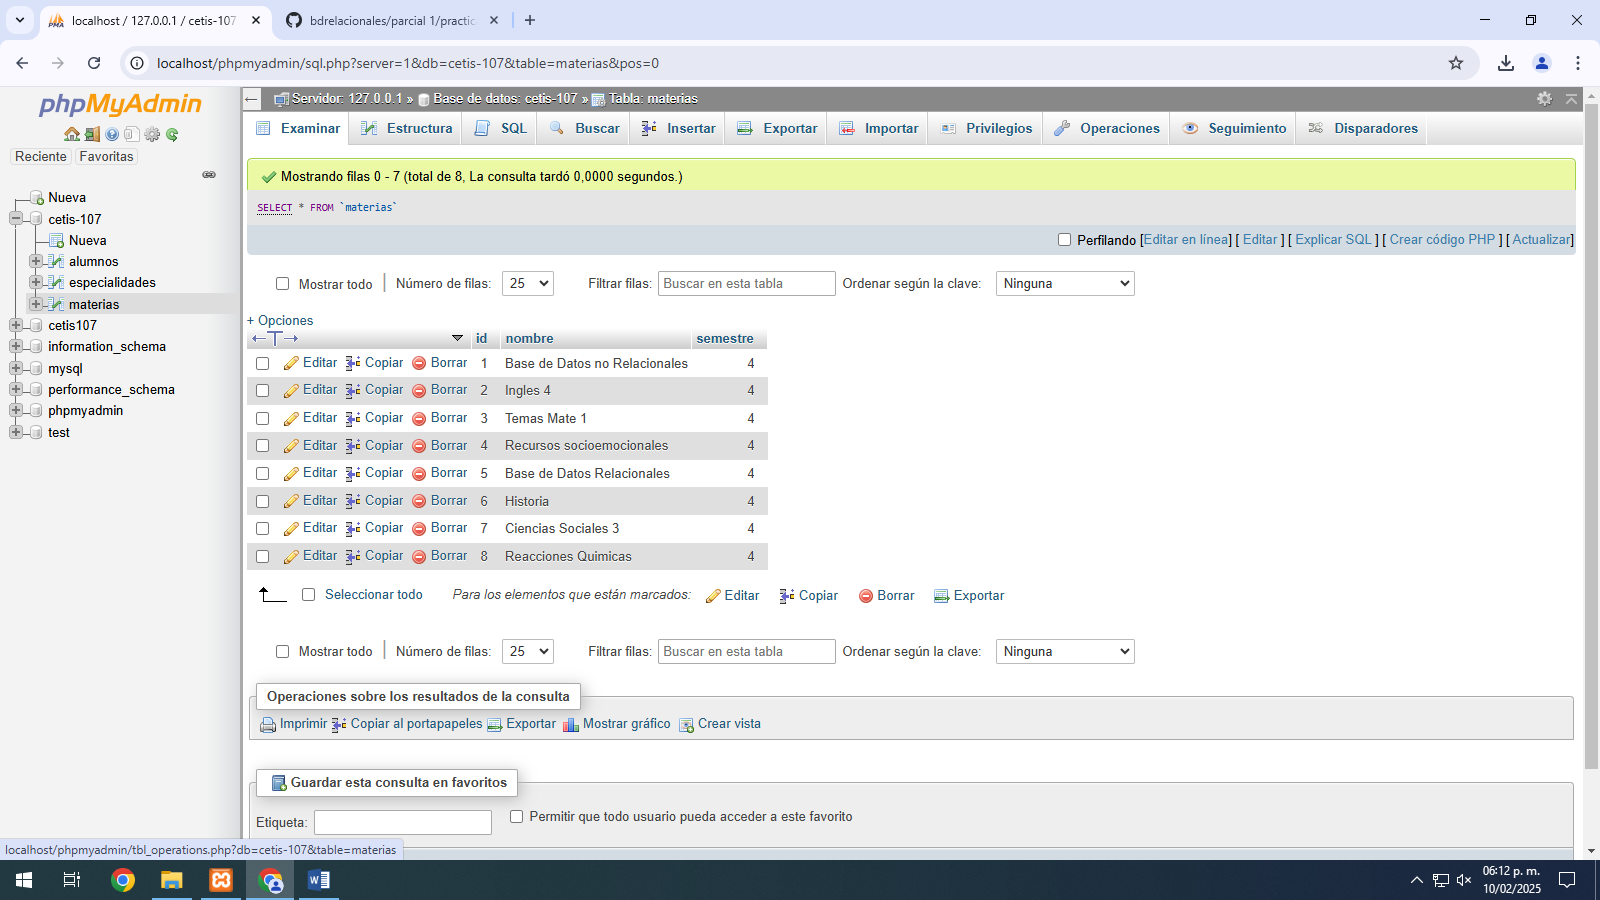 localhost / 127.0.0.1 / cetis-107
bdrelacionales/parcial 1/practic
localhost/phpmyadmin/sql.php?server=1&db=cetis-107&table=materias&pos=0
phpMyAdmin
Reciente Favoritas
Nueva
cetis-107
Nueva
alumnos
especialidades
materias
cetis107
information_schema
mysql
performance_schema
phpmyadmin
test
Servidor: 127.0.0.1 » Base de datos: cetis-107 » Tabla: materias
Examinar Estructura SQL Buscar Insertar Exportar Importar Privilegios Operaciones Seguimiento Disparadores
Mostrando filas 0 - 7 (total de 8, La consulta tardó 0,0000 segundos.)
SELECT * FROM `materias`
Perfilando [Editar en línea] [ Editar ] [ Explicar SQL ] [ Crear código PHP ] [ Actualizar]
Mostrar todo Número de filas: 25 Filtrar filas: Buscar en esta tabla Ordenar según la clave: Ninguna
+ Opciones
←T→ id nombre semestre
Editar Copiar Borrar 1 Base de Datos no Relacionales 4
Editar Copiar Borrar 2 Ingles 4 4
Editar Copiar Borrar 3 Temas Mate 1 4
Editar Copiar Borrar 4 Recursos socioemocionales 4
Editar Copiar Borrar 5 Base de Datos Relacionales 4
Editar Copiar Borrar 6 Historia 4
Editar Copiar Borrar 7 Ciencias Sociales 3 4
Editar Copiar Borrar 8 Reacciones Quimicas 4
Seleccionar todo Para los elementos que están marcados: Editar Copiar Borrar Exportar
Mostrar todo Número de filas: 25 Filtrar filas: Buscar en esta tabla Ordenar según la clave: Ninguna
Operaciones sobre los resultados de la consulta
Imprimir Copiar al portapapeles Exportar Mostrar gráfico Crear vista
Guardar esta consulta en favoritos
Etiqueta: Permitir que todo usuario pueda acceder a este favorito
localhost/phpmyadmin/tbl_operations.php?db=cetis-107&table=materias
06:12 p. m.
10/02/2025